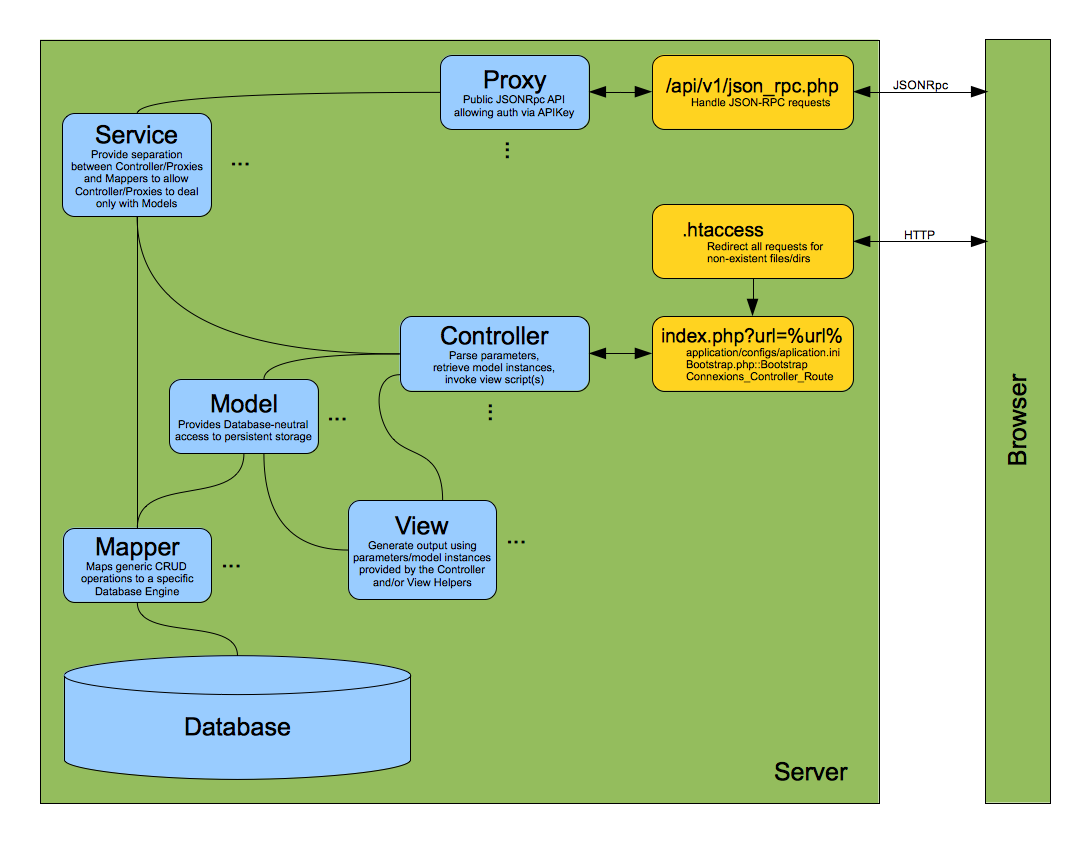 Proxy
Public JSONRpc API
allowing auth via APIKey
/api/v1/json_rpc.php
Handle JSON-RPC requests
JSONRpc
Service
Provide separation
between Controller/Proxies
and Mappers to allow
Controller/Proxies to deal
only with Models
...
...
.htaccess
Redirect all requests for
non-existent files/dirs
HTTP
Controller
Parse parameters,
retrieve model instances,
invoke view script(s)
...
index.php?url=%url%
application/configs/aplication.ini
Bootstrap.php::Bootstrap
Connexions_Controller_Route
Browser
Model
Provides Database-neutral
access to persistent storage
...
View
Generate output using
parameters/model instances
provided by the Controller
and/or View Helpers
...
Mapper
Maps generic CRUD
operations to a specific
Database Engine
...
Database
Server